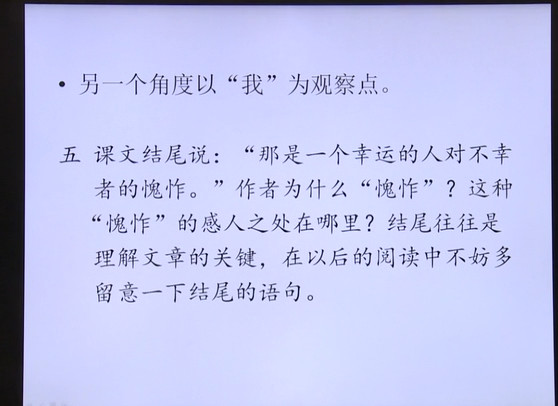 • 另一个角度以“我”为观察点。
五 课文结尾说：“那是一个幸运的人对不幸
者的愧怍。”作者为什么“愧怍”？这种
“愧怍”的感人之处在哪里？结尾往往是
理解文章的关键，在以后的阅读中不妨多
留意一下结尾的语句。